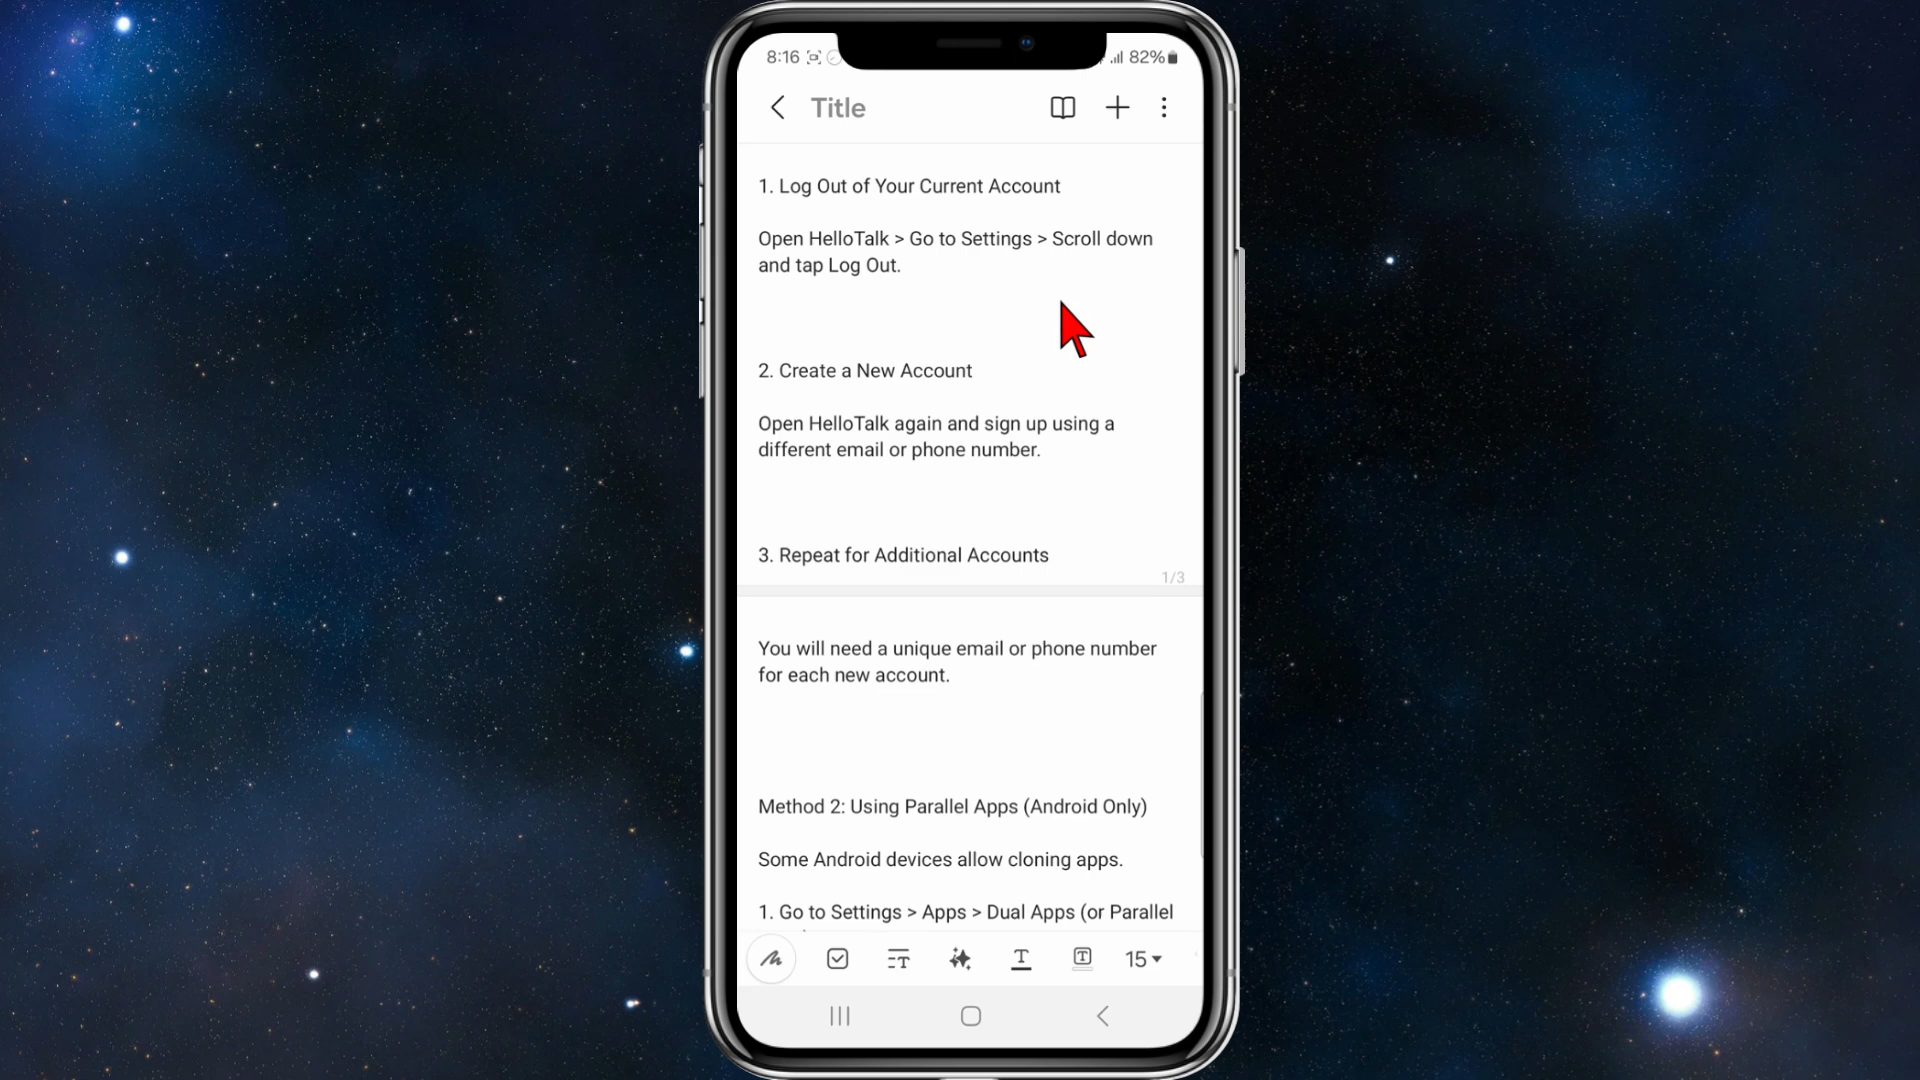 8:16
82%
Title
1. Log Out of Your Current Account
Open HelloTalk > Go to Settings > Scroll down
and tap Log Out.
2. Create a New Account
Open HelloTalk again and sign up using a
different email or phone number.
3. Repeat for Additional Accounts
1/3
You will need a unique email or phone number
for each new account.
Method 2: Using Parallel Apps (Android Only)
Some Android devices allow cloning apps.
1. Go to Settings > Apps > Dual Apps (or Parallel
15